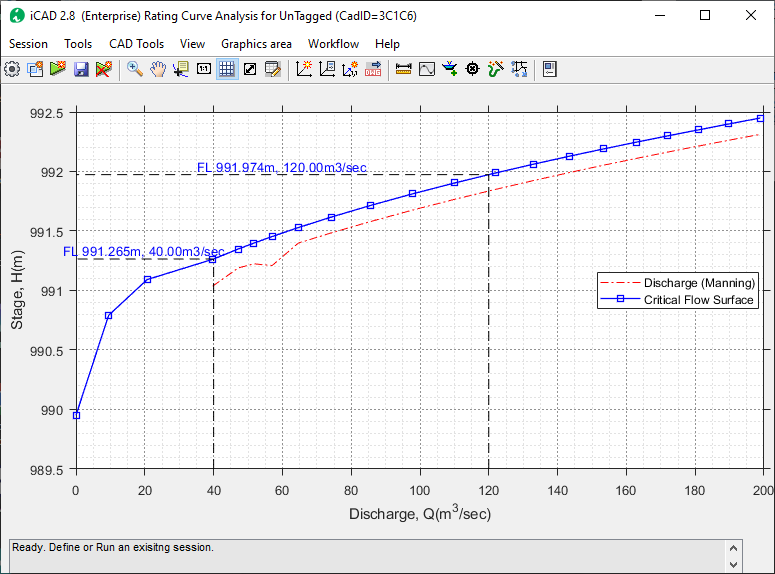 iCAD 2.8  (Enterprise) Rating Curve Analysis for UnTagged (CadID=3C1C6)
Session Tools CAD Tools View Graphics area Workflow Help
1:1
992.5
FL 991.974m, 120.00m3/sec
992
991.5
FL 991.265m, 40.00m3/sec
991
Discharge (Manning)
Critical Flow Surface
990.5
990
989.5
Stage, H(m)
0 20 40 60 80 100 120 140 160 180 200
Discharge, Q(m³/sec)
Ready. Define or Run an exisitng session.